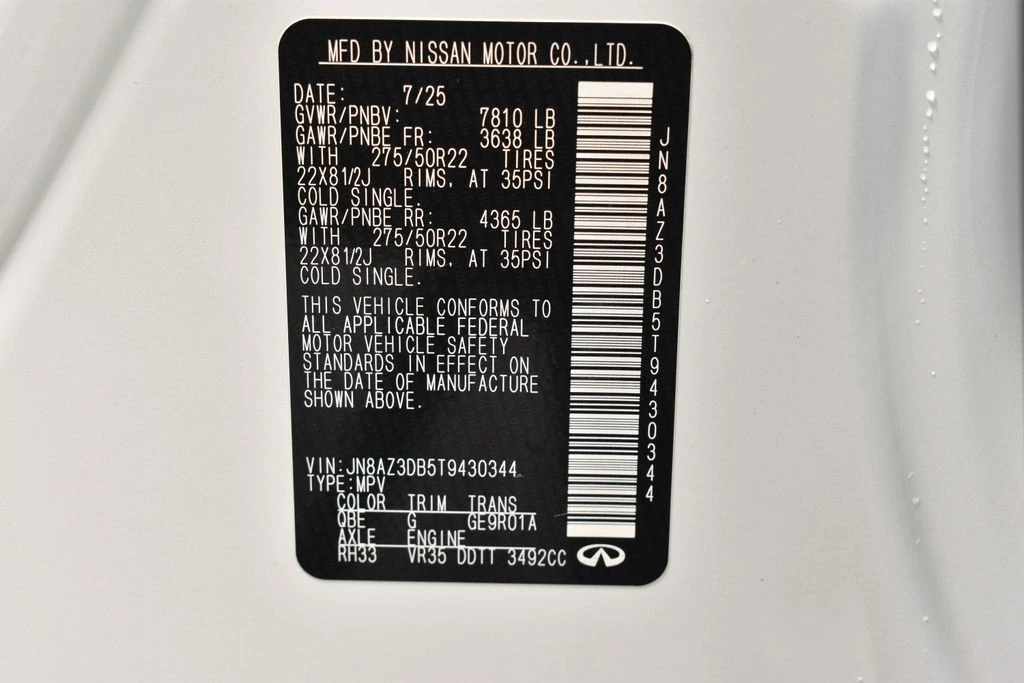 MFD BY NISSAN MOTOR CO.,LTD.
DATE: 7/25
GVWR/PNBV: 7810 LB
GAWR/PNBE FR: 3638 LB
WITH 275/50R22 TIRES
22X81/2J RIMS, AT 35PSI
COLD SINGLE.
GAWR/PNBE RR: 4365 LB
WITH 275/50R22 TIRES
22X81/2J RIMS, AT 35PSI
COLD SINGLE.
THIS VEHICLE CONFORMS TO
ALL APPLICABLE FEDERAL
MOTOR VEHICLE SAFETY
STANDARDS IN EFFECT ON
THE DATE OF MANUFACTURE
SHOWN ABOVE.
VIN:JN8AZ3DB5T9430344
TYPE:MPV
COLOR TRIM TRANS
QBE G GE9R01A
AXLE ENGINE
RH33 VR35 DDTT 3492CC
JN8AZ3DB5T9430344